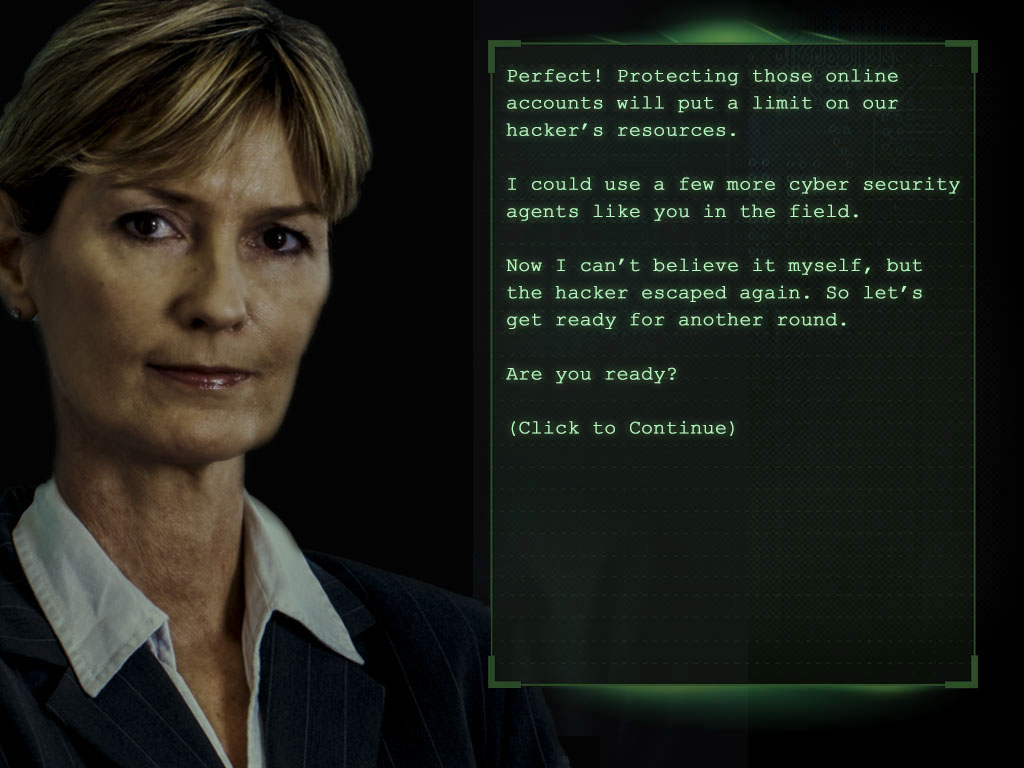 Perfect! Protecting those online
accounts will put a limit on our
hacker’s resources.
I could use a few more cyber security
agents like you in the field.
Now I can’t believe it myself, but
the hacker escaped again. So let’s
get ready for another round.
Are you ready?
(Click to Continue)